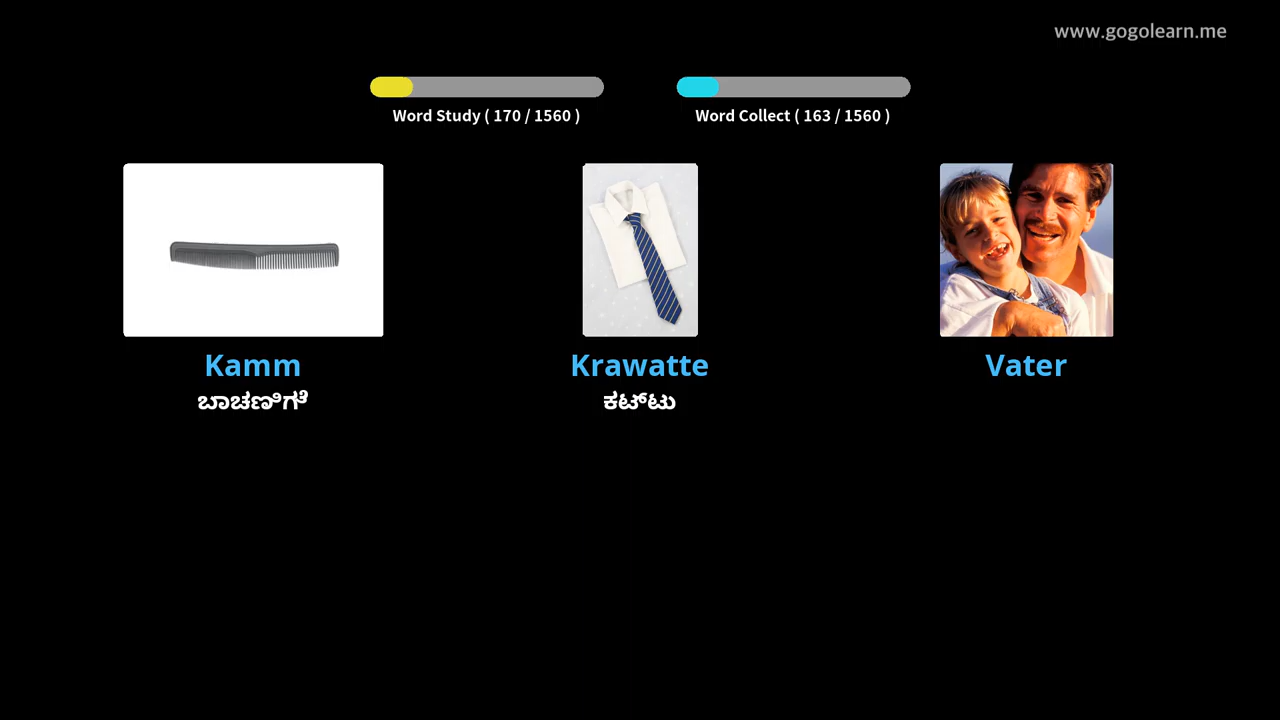 www.gogolearn.me
Word Study ( 170 / 1560 )
Word Collect ( 163 / 1560 )
Kamm
Krawatte
Vater
ಬಾಚಣಿಗೆ
ಕಟ್ಟು